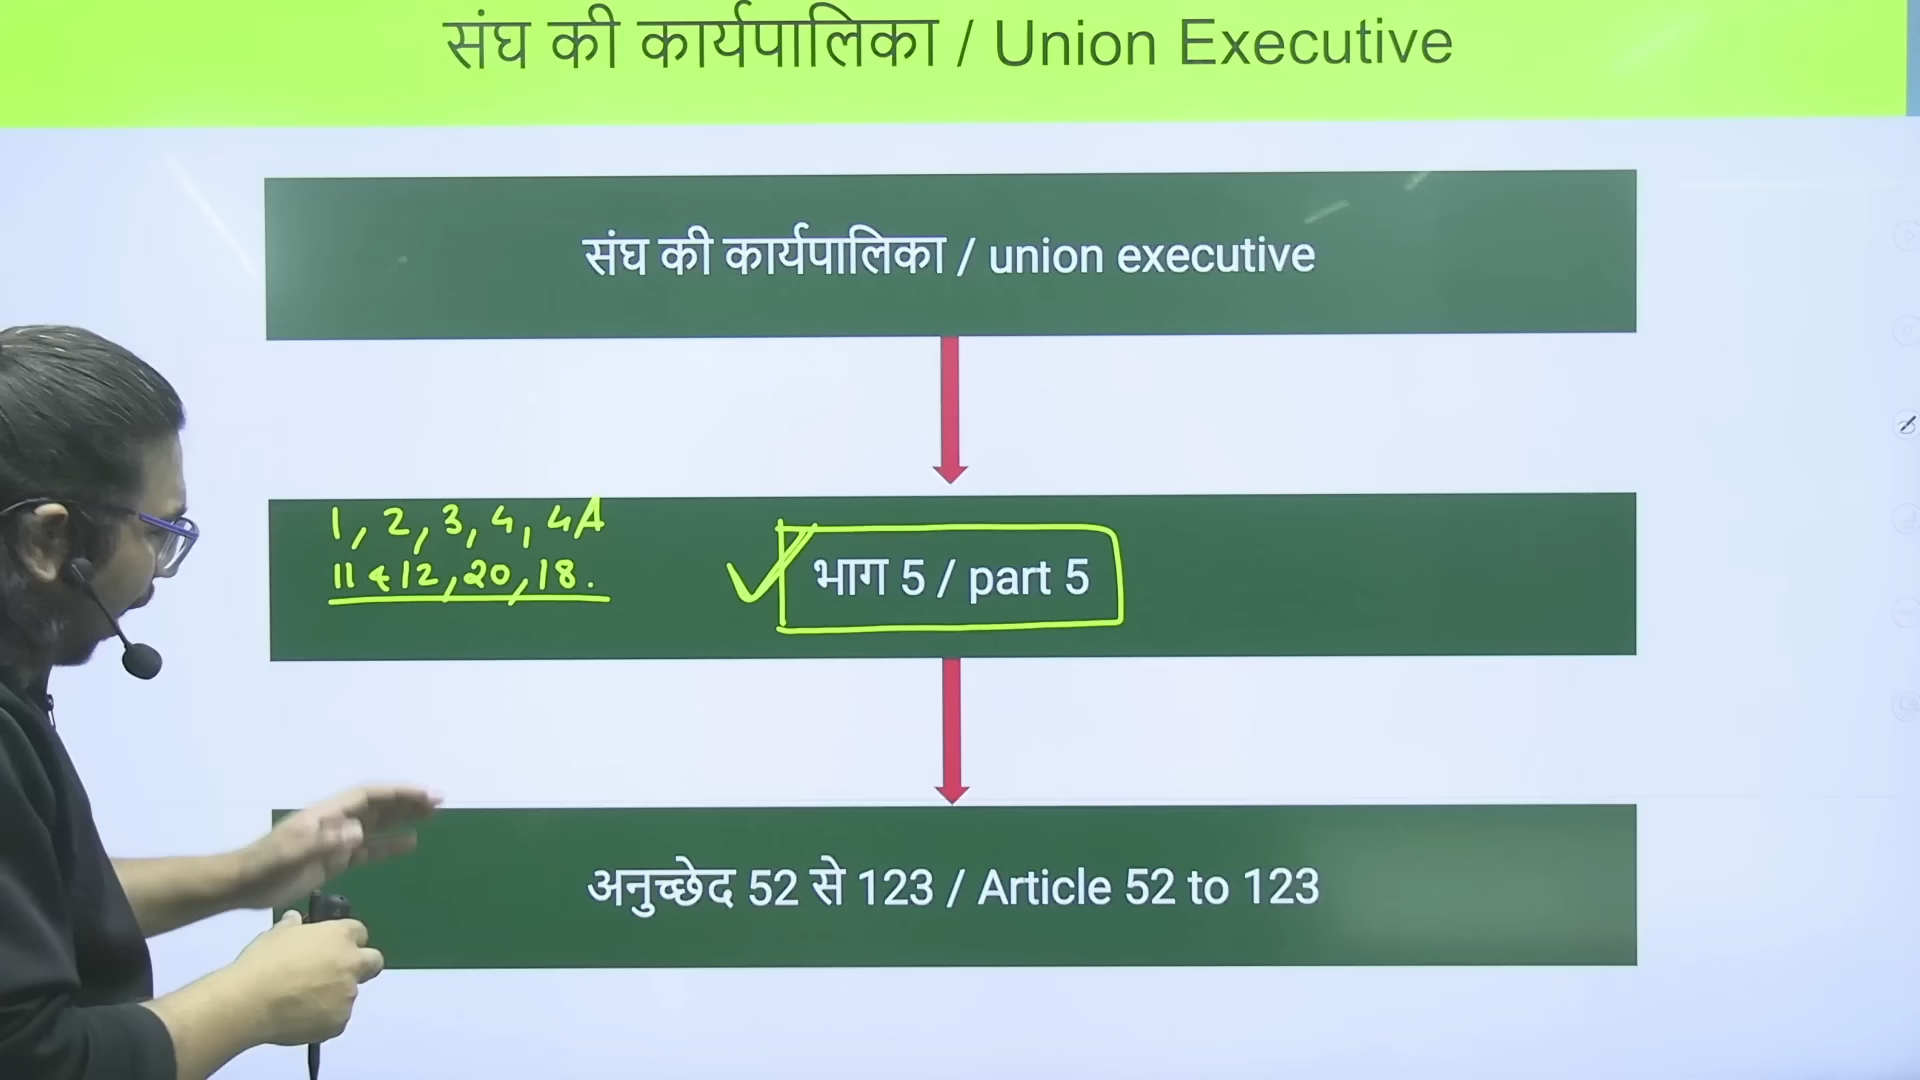 संघ की कार्यपालिका / Union Executive
संघ की कार्यपालिका / union executive
1, 2, 3, 4, 4A
11 & 12, 20, 18.
भाग 5 / part 5
अनुच्छेद 52 से 123 / Article 52 to 123